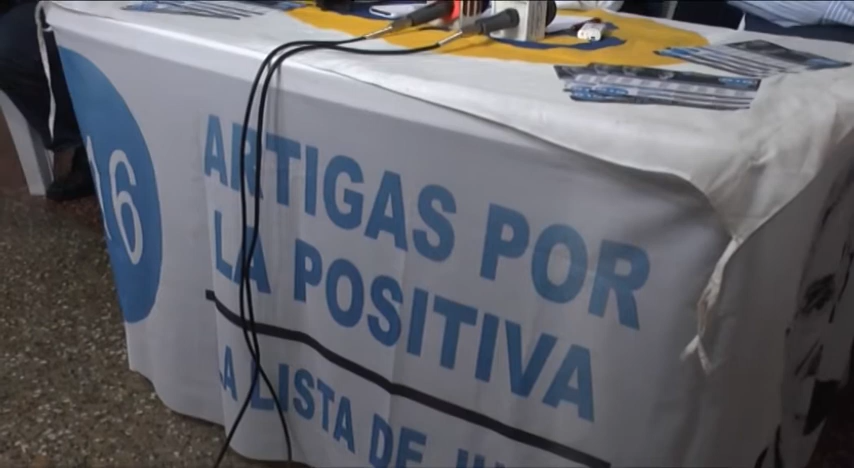 16
ARTIGAS POR
LA POSITIVA
LA LISTA DE